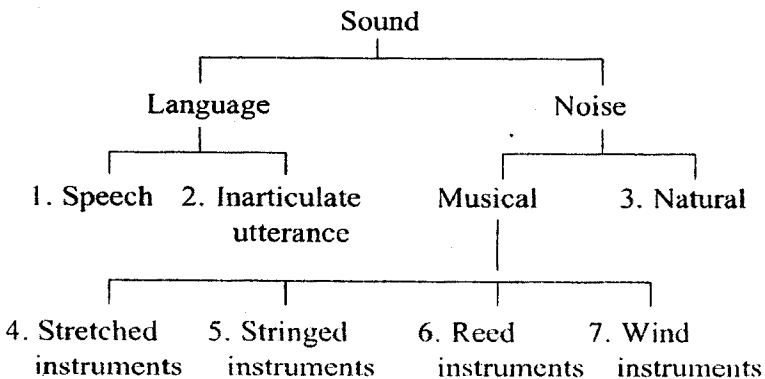 Sound
Language Noise
1. Speech 2. Inarticulate Musical 3. Natural
utterance
4. Stretched 5. Stringed 6. Reed 7. Wind
instruments instruments instruments instruments